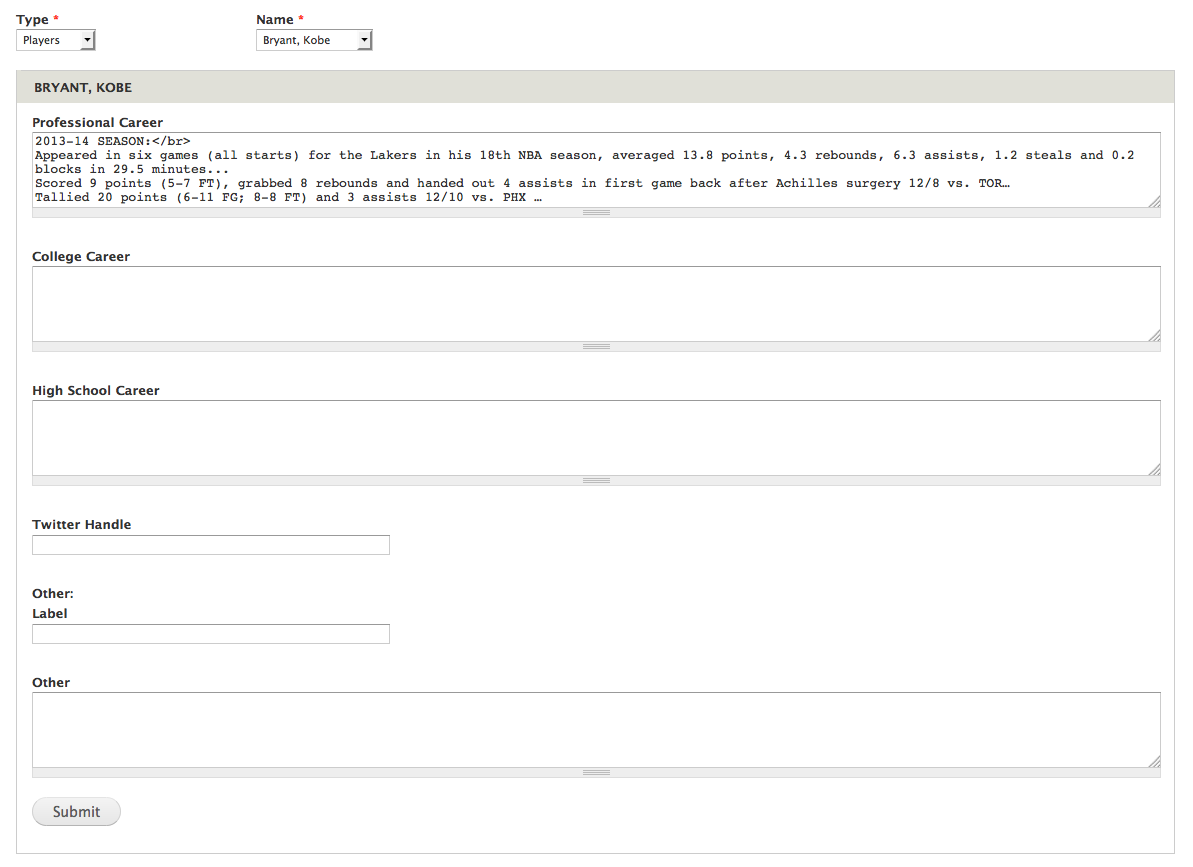 Type * Name *
Players Bryant, Kobe
BRYANT, KOBE
Professional Career
2013-14 SEASON:</br>
Appeared in six games (all starts) for the Lakers in his 18th NBA season, averaged 13.8 points, 4.3 rebounds, 6.3 assists, 1.2 steals and 0.2
blocks in 29.5 minutes...
Scored 9 points (5-7 FT), grabbed 8 rebounds and handed out 4 assists in first game back after Achilles surgery 12/8 vs. TOR…
Tallied 20 points (6-11 FG; 8-8 FT) and 3 assists 12/10 vs. PHX …
College Career
High School Career
Twitter Handle
Other:
Label
Other
Submit